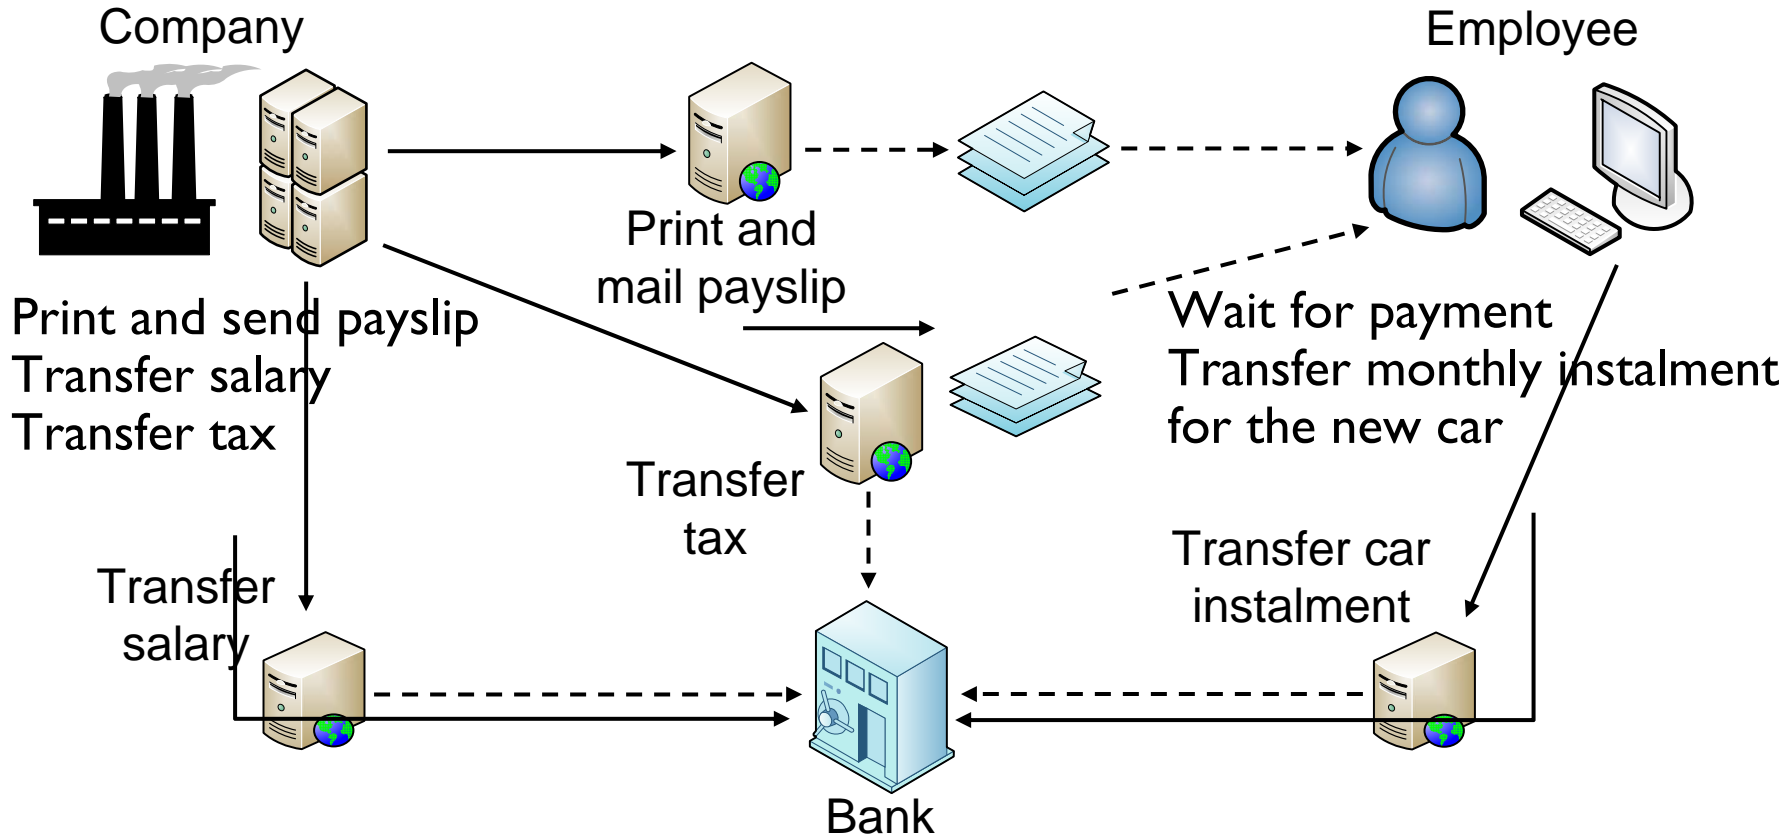 Company
Employee
Print and
mail payslip
Print and send payslip
Transfer salary
Transfer tax
Wait for payment
Transfer monthly instalment
for the new car
Transfer
tax
Transfer
salary
Transfer car
instalment
Bank